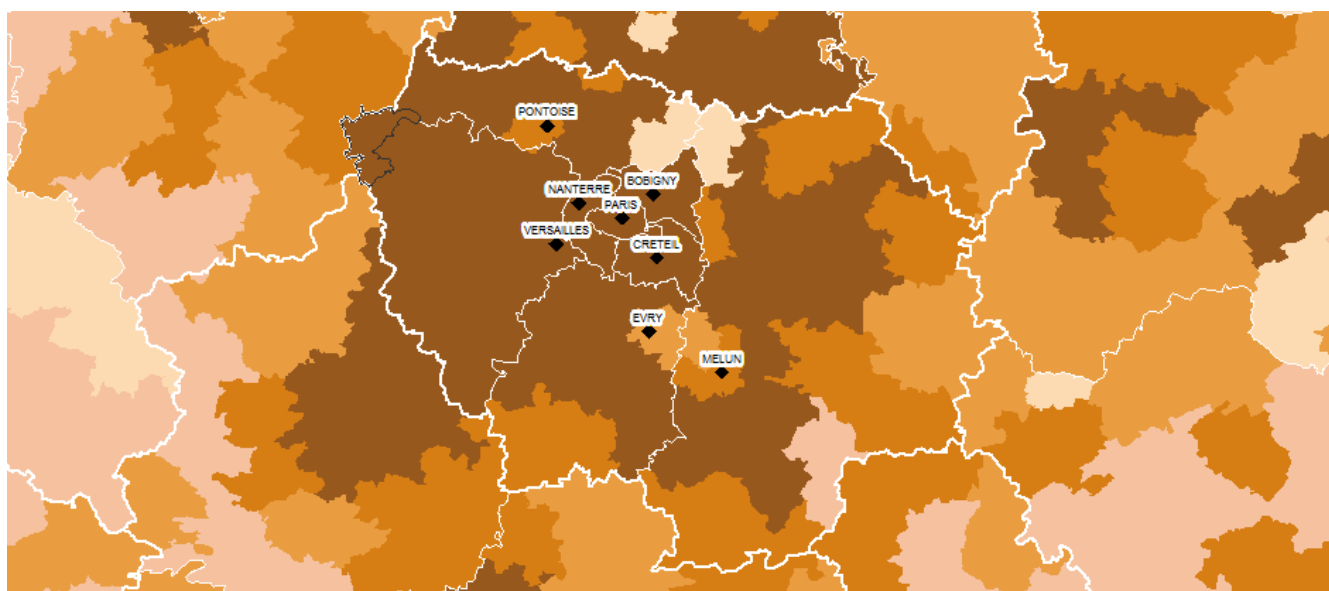 PONTOISE
BOBIGNY
NANTERRE
PARIS
VERSAILLES
CRETEIL
EVRY
MELUN